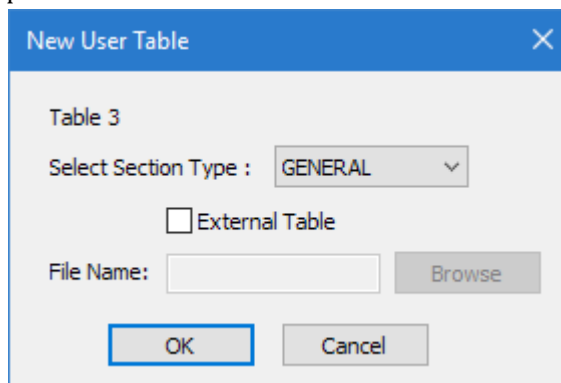 New User Table
Table 3
Select Section Type : GENERAL
External Table
File Name: Browse
OK Cancel